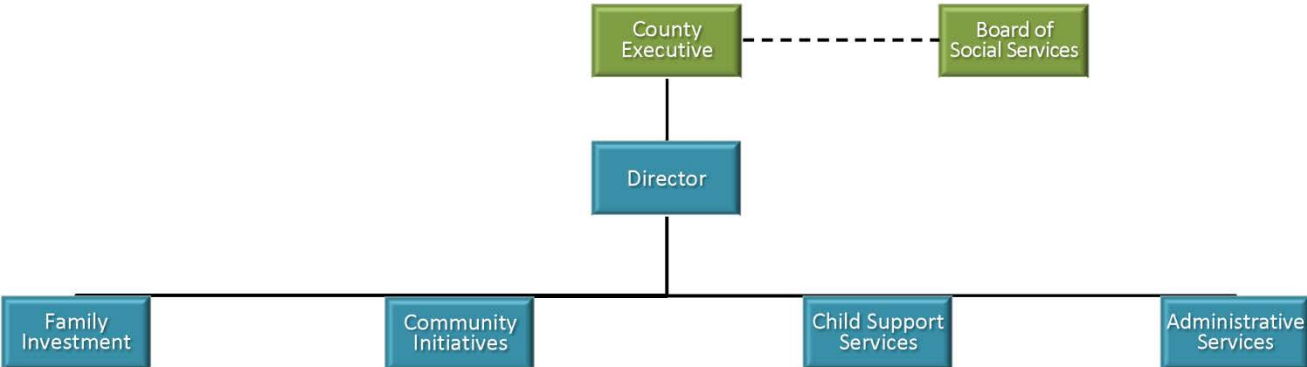 County
Executive
Board of
Social Services
Director
Family
Investment
Community
Initiatives
Child Support
Services
Administrative
Services